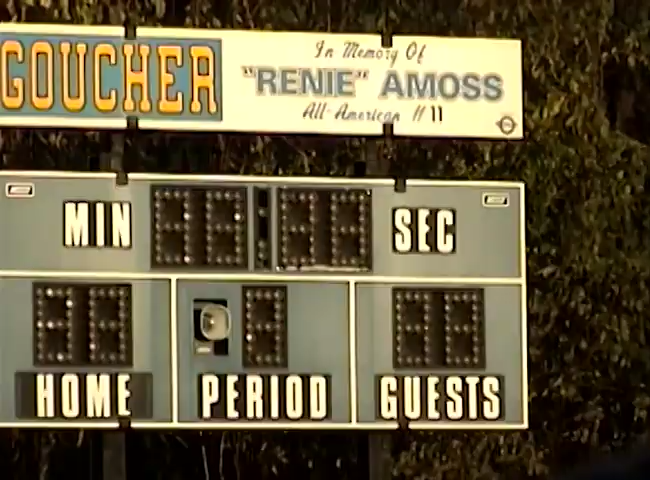 GOUCHER
In Memory Of
"RENIE" AMOSS
All-American #11
MIN SEC
HOME PERIOD GUESTS